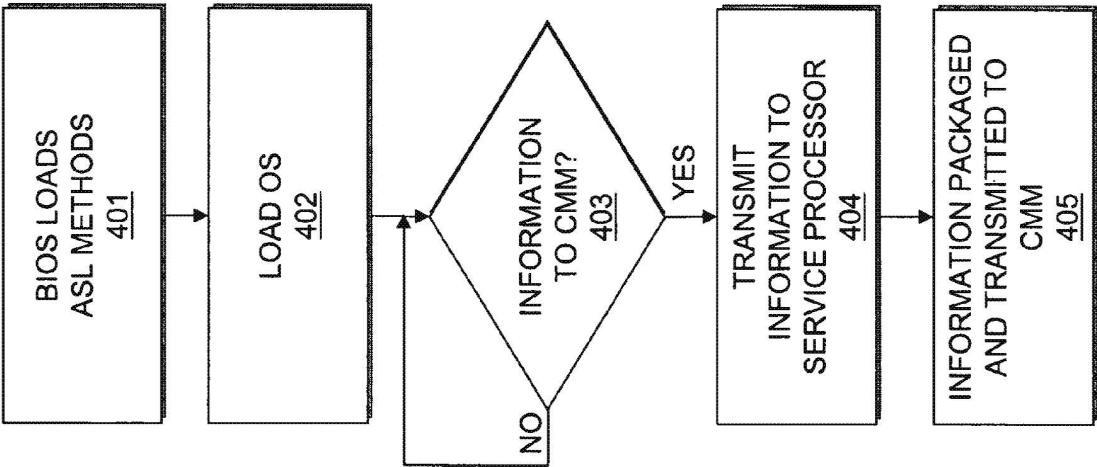 BIOS LOADS
ASL METHODS
401
LOAD OS
402
INFORMATION
TO CMM?
403
NO
YES
TRANSMIT
INFORMATION TO
SERVICE PROCESSOR
404
INFORMATION PACKAGED
AND TRANSMITTED TO
CMM
405